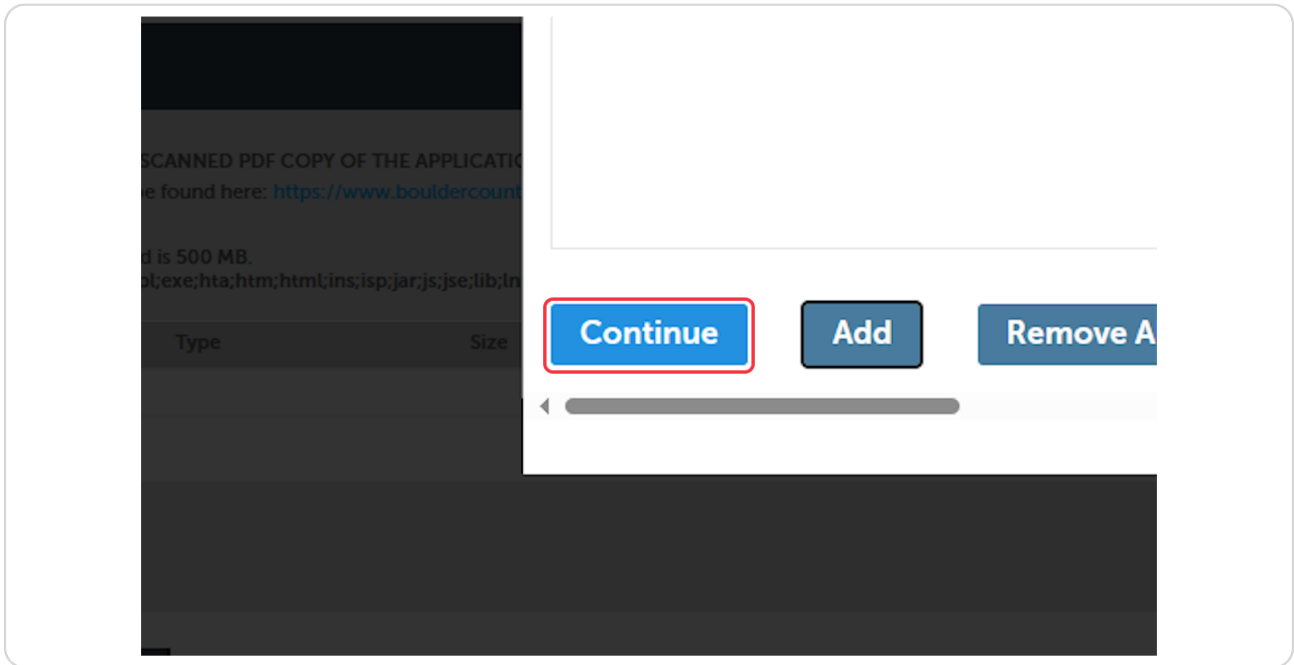 SCANNED PDF COPY OF THE
e found here: https://www.bouldercount
d is 500 MB.
pl;exe;hta;htm;html;ins;isp;jar;js;jse;lib;ln
Type Size
Continue Add Remove A